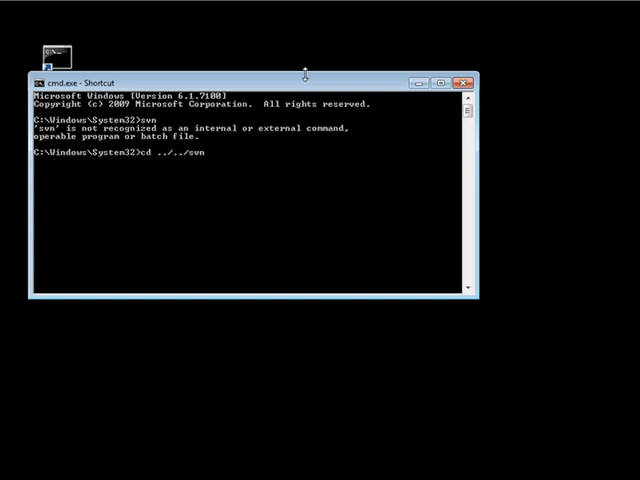 C:\
cmd.exe - Shortcut
Microsoft Windows [Version 6.1.7100]
Copyright (c) 2009 Microsoft Corporation.  All rights reserved.
C:\Windows\System32>svn
'svn' is not recognized as an internal or external command,
operable program or batch file.
C:\Windows\System32>cd ../../svn